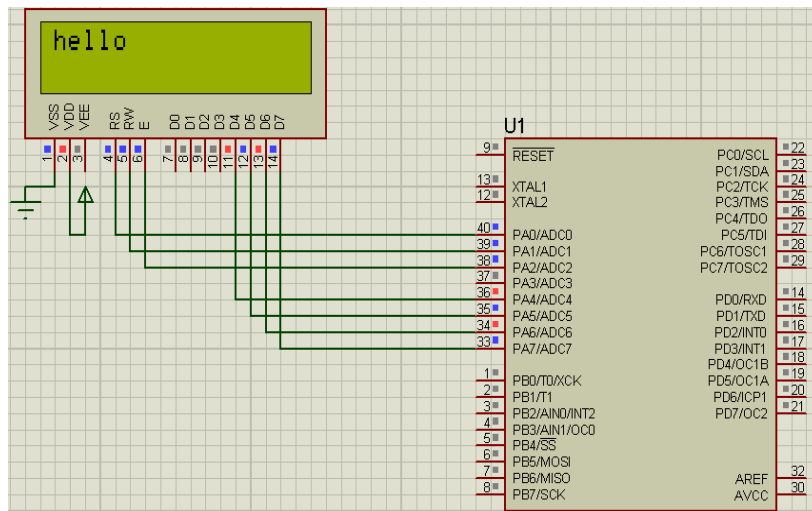 hello
VSS
VDD
VEE
RS
RW
E
D0
D1
D2
D3
D4
D5
D6
D7
1
2
3
4
5
6
7
8
9
10
11
12
13
14
U1
9 RESET
13 XTAL1
12 XTAL2
40 PA0/ADC0
39 PA1/ADC1
38 PA2/ADC2
37 PA3/ADC3
36 PA4/ADC4
35 PA5/ADC5
34 PA6/ADC6
33 PA7/ADC7
1 PB0/T0/XCK
2 PB1/T1
3 PB2/AIN0/INT2
4 PB3/AIN1/OC0
5 PB4/SS
6 PB5/MOSI
7 PB6/MISO
8 PB7/SCK
PC0/SCL 22
PC1/SDA 23
PC2/TCK 24
PC3/TMS 25
PC4/TDO 26
PC5/TDI 27
PC6/TOSC1 28
PC7/TOSC2 29
PD0/RXD 14
PD1/TXD 15
PD2/INT0 16
PD3/INT1 17
PD4/OC1B 18
PD5/OC1A 19
PD6/ICP1 20
PD7/OC2 21
AREF 32
AVCC 30